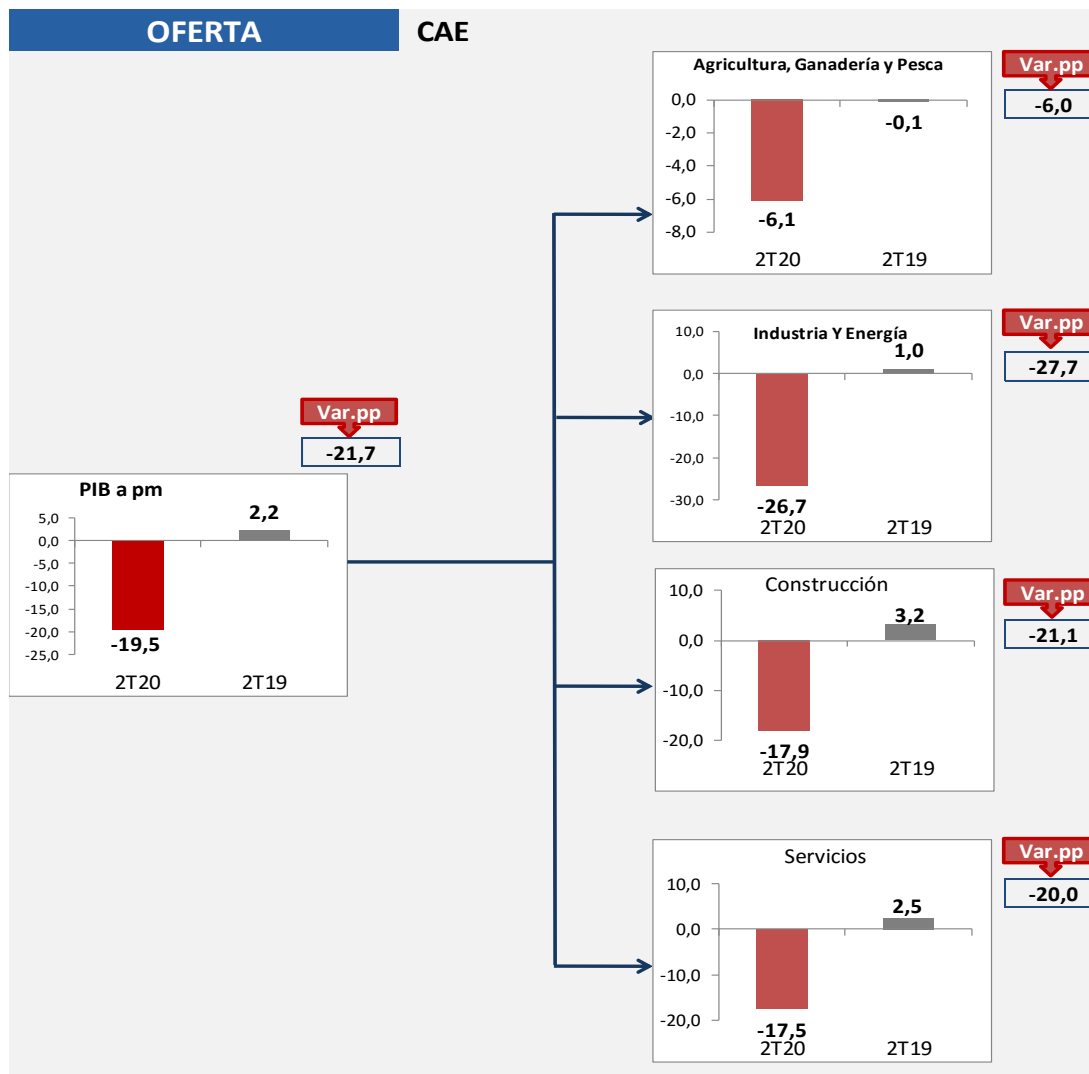 OFERTA CAE
Var.pp
-21,7
PIB a pm
5,0
0,0
-5,0
-10,0
-15,0
-20,0
-25,0
2,2
-19,5
2T20 2T19
Agricultura, Ganadería y Pesca
0,0
-2,0
-4,0
-6,0
-8,0
-0,1
-6,1
2T20 2T19
Var.pp
-6,0
Industria Y Energía
10,0
0,0
-10,0
-20,0
-30,0
1,0
-26,7
2T20 2T19
Var.pp
-27,7
Construcción
10,0
0,0
-10,0
-20,0
3,2
-17,9
2T20 2T19
Var.pp
-21,1
Servicios
10,0
0,0
-10,0
-20,0
2,5
-17,5
2T20 2T19
Var.pp
-20,0